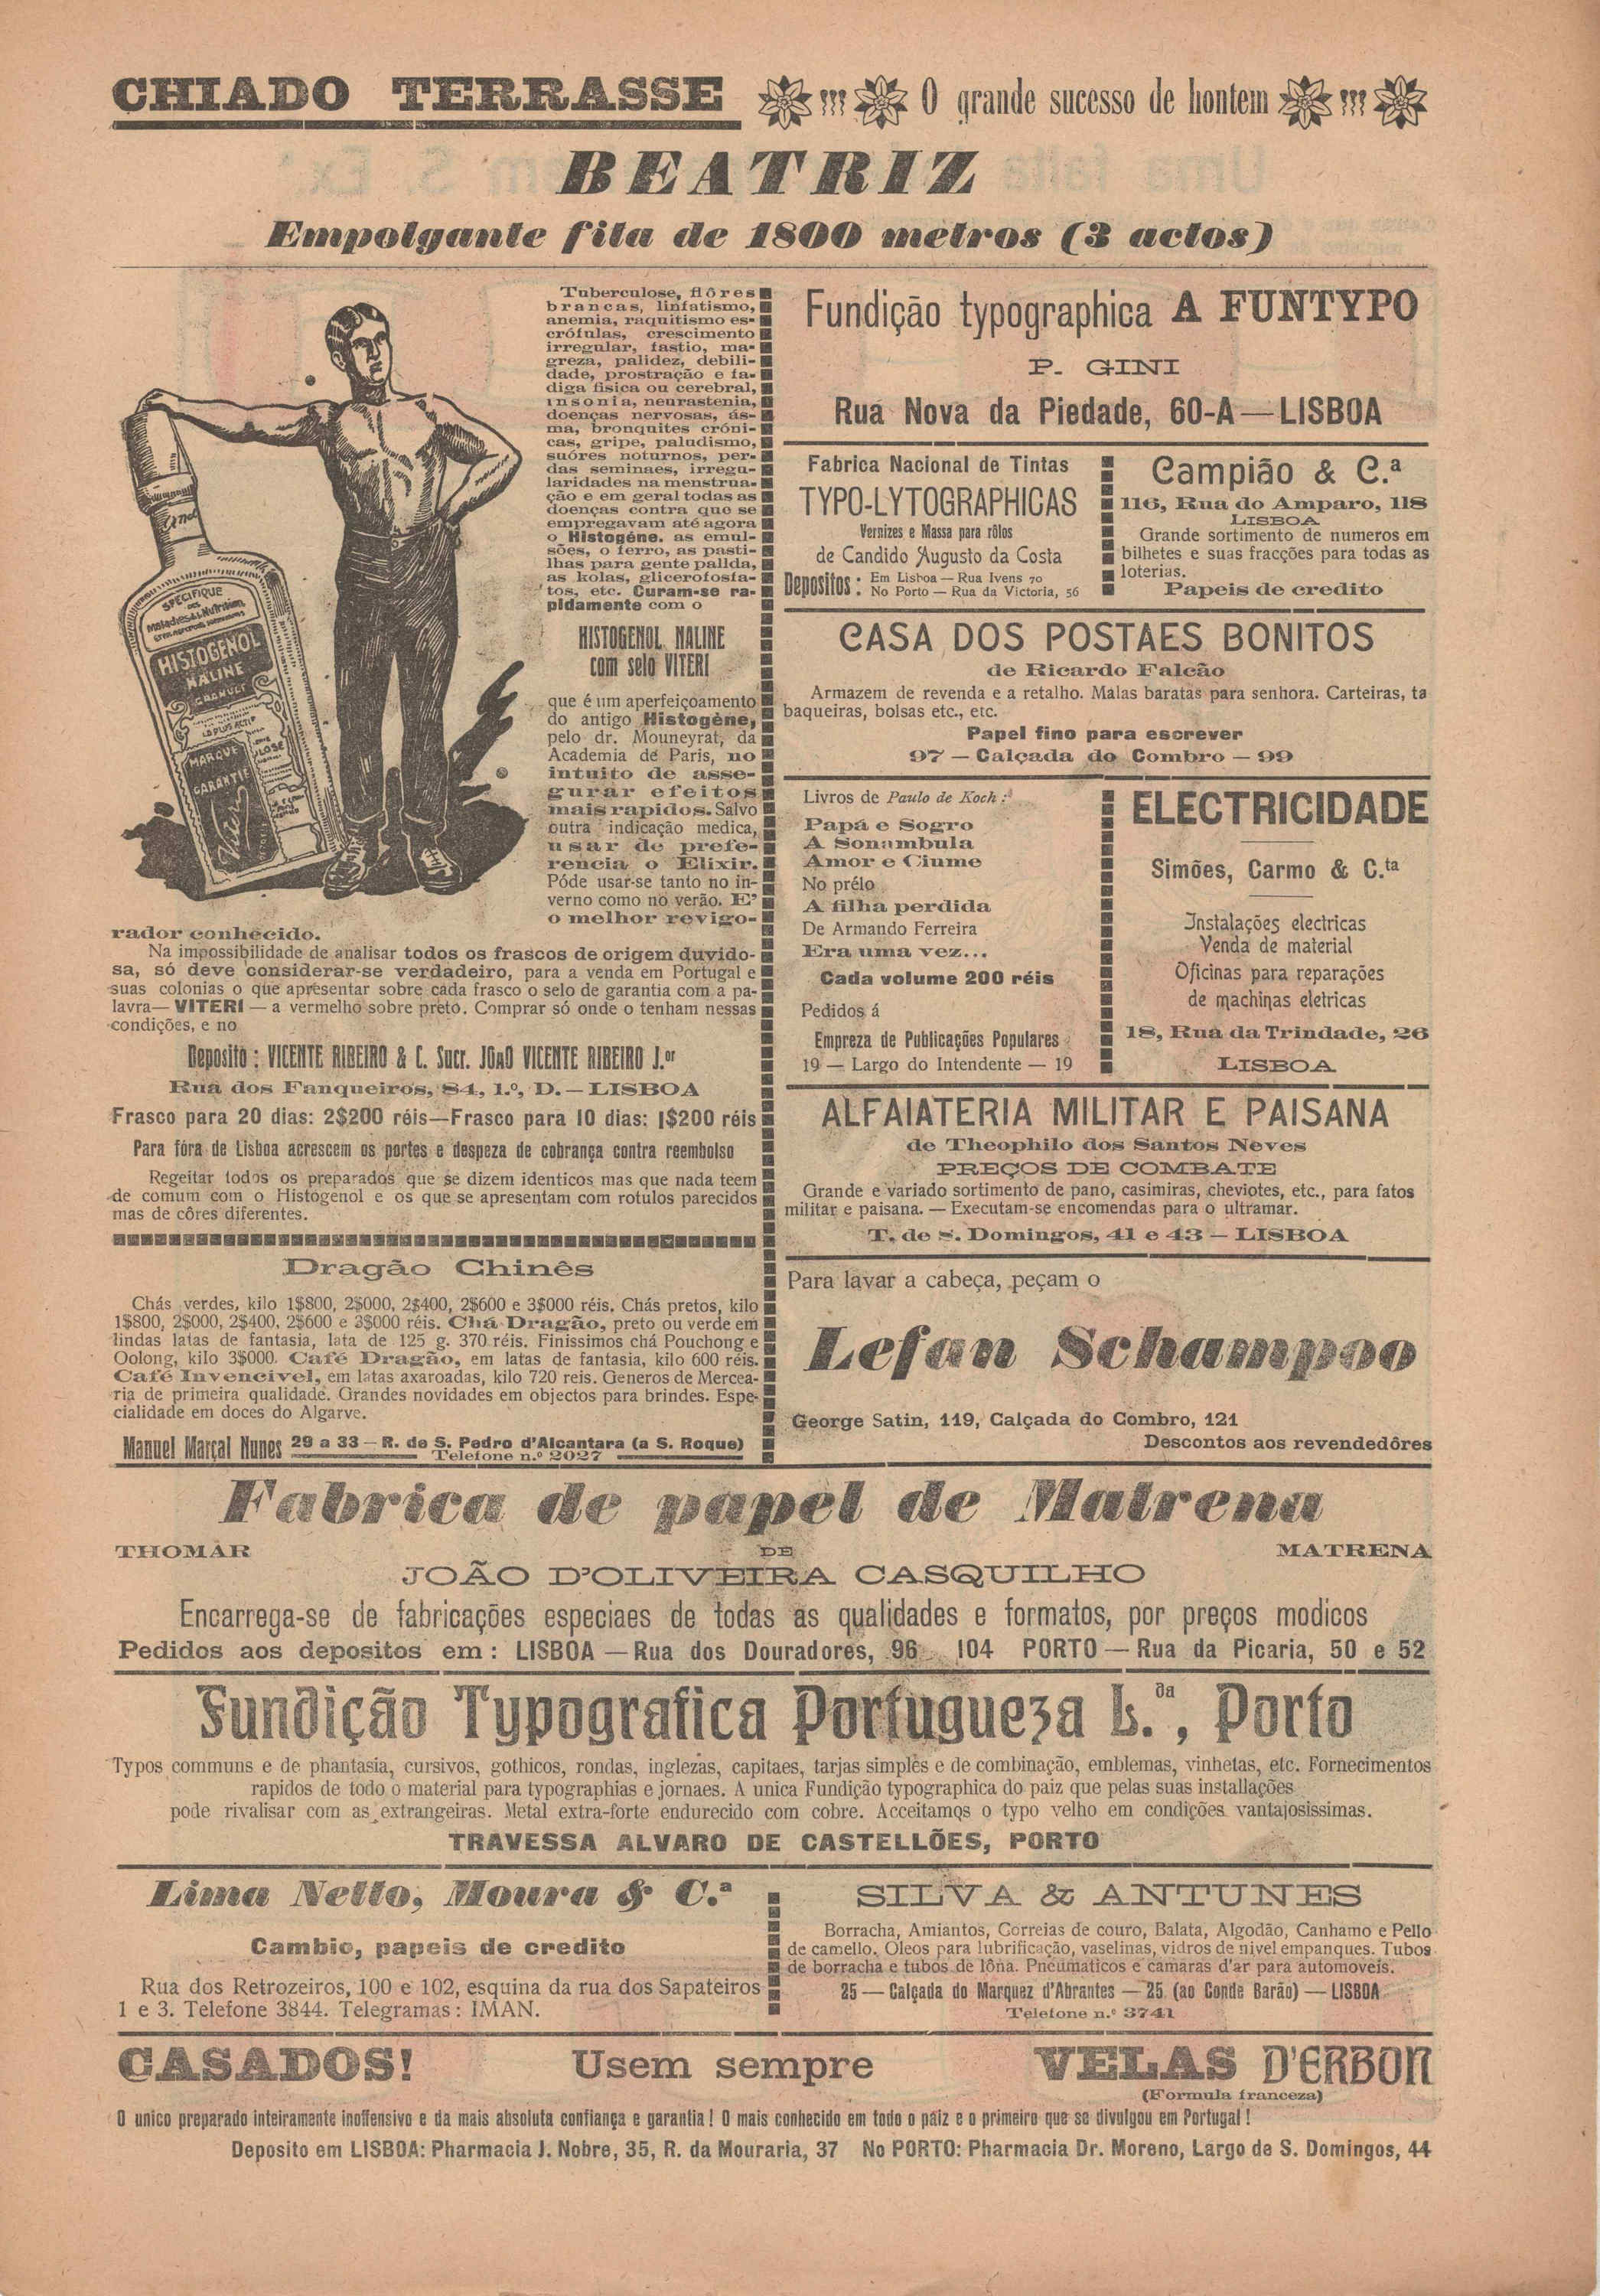 CHIADO TERRASSE !!! O grande sucesso de hontem !!!
BEATRIZ
Empolgante fita de 1800 metros (3 actos)
Tuberculose, flôres
brancas, linfatismo,
anemia, raquitismo es-
crófulas, crescimento
irregular, fastio, ma-
greza, palidez, debili-
dade, prostração e fa-
diga fisica ou cerebral,
insonia, neurastenia,
doenças nervosas, ás-
ma, bronquites cróni-
cas, gripe, paludismo,
suóres noturnos, per-
das seminaes, irregu-
laridades na menstrua-
ção e em geral todas as
doenças contra que se
empregavam até agora
o Histogéne. as emul-
sões, o ferro, as pasti-
lhas para gente palida,
as kolas, glicerofosfa-
tos, etc. Curam-se ra-
pidamente com o
HISTOGENOL NALINE
com selo VITERI
que é um aperfeiçoamento
do antigo Histogène,
pelo dr. Mouneyrat, da
Academia de Paris, no
intuito de asse-
gurar efeitos
mais rapidos. Salvo
outra indicação medica,
usar de prefe-
rencia o Elixir.
Póde usar-se tanto no in-
verno como no verão. E'
o melhor revigo-
rador conhecido.
SPECIFIQUE
Maladies de la Nutrition
HISTOGENOL
NALINE
GRANULÉ
LA PLUS ACTIF
MARQUE
GARANTIE
Viteri
Na impossibilidade de analisar todos os frascos de origem duvido-
sa, só deve considerar-se verdadeiro, para a venda em Portugal e
suas colonias o que apresentar sobre cada frasco o selo de garantia com a pa-
lavra— VITERI — a vermelho sobre preto. Comprar só onde o tenham nessas
condições, e no
Deposito: VICENTE RIBEIRO & C. Sucr. JOAO VICENTE RIBEIRO J.or
Rua dos Fanqueiros, 84, 1.º, D. — LISBOA
Frasco para 20 dias: 2$200 réis—Frasco para 10 dias: 1$200 réis
Para fóra de Lisboa acrescem os portes e despeza de cobrança contra reembolso
Regeitar todos os preparados que se dizem identicos mas que nada teem
de comum com o Histogenol e os que se apresentam com rotulos parecidos
mas de côres diferentes.
Dragão Chinês
Chás verdes, kilo 1$800, 2$000, 2$400, 2$600 e 3$000 réis. Chás pretos, kilo
1$800, 2$000, 2$400, 2$600 e 3$000 réis. Chá Dragão, preto ou verde em
lindas latas de fantasia, lata de 125 g. 370 réis. Finissimos chá Pouchong e
Oolong, kilo 3$000. Café Dragão, em latas de fantasia, kilo 600 réis.
Café Invencivel, em latas axaroadas, kilo 720 reis. Generos de Mercea-
ria de primeira qualidade. Grandes novidades em objectos para brindes. Espe-
cialidade em doces do Algarve.
Manuel Marçal Nunes 29 a 33 — R. de S. Pedro d'Alcantara (a S. Roque)
Telefone n.º 2027
Fundição typographica A FUNTYPO
P. GINI
Rua Nova da Piedade, 60-A — LISBOA
Fabrica Nacional de Tintas
TYPO-LYTOGRAPHICAS
Vernizes e Massa para rôlos
de Candido Augusto da Costa
Depositos: Em Lisboa — Rua Ivens 70
No Porto — Rua da Victoria, 56
Campião & C.a
116, Rua do Amparo, 118
LISBOA
Grande sortimento de numeros em
bilhetes e suas fracções para todas as
loterias.
Papeis de credito
CASA DOS POSTAES BONITOS
de Ricardo Falcão
Armazem de revenda e a retalho. Malas baratas para senhora. Carteiras, ta
baqueiras, bolsas etc., etc.
Papel fino para escrever
97 — Calçada do Combro — 99
Livros de Paulo de Koch:
Papá e Sogro
A Sonambula
Amor e Ciume
No prélo
A filha perdida
De Armando Ferreira
Era uma vez...
Cada volume 200 réis
Pedidos á
Empreza de Publicações Populares
19 — Largo do Intendente — 19
ELECTRICIDADE
Simões, Carmo & C.ta
Instalações electricas
Venda de material
Oficinas para reparações
de machinas eletricas
18, Rua da Trindade, 26
LISBOA
ALFAIATERIA MILITAR E PAISANA
de Theophilo dos Santos Neves
PREÇOS DE COMBATE
Grande e variado sortimento de pano, casimiras, cheviotes, etc., para fatos
militar e paisana. — Executam-se encomendas para o ultramar.
T. de S. Domingos, 41 e 43 — LISBOA
Para lavar a cabeça, peçam o
Lefan Schampoo
George Satin, 119, Calçada do Combro, 121
Descontos aos revendedôres
Fabrica de papel de Matrena
THOMAR DE MATRENA
JOÃO D'OLIVEIRA CASQUILHO
Encarrega-se de fabricações especiaes de todas as qualidades e formatos, por preços modicos
Pedidos aos depositos em: LISBOA — Rua dos Douradores, 96 104 PORTO — Rua da Picaria, 50 e 52
Fundição Typografica Portugueza L.da, Porto
Typos communs e de phantasia, cursivos, gothicos, rondas, inglezas, capitaes, tarjas simples e de combinação, emblemas, vinhetas, etc. Fornecimentos
rapidos de todo o material para typographias e jornaes. A unica Fundição typographica do paiz que pelas suas installações
pode rivalisar com as extrangeiras. Metal extra-forte endurecido com cobre. Acceitamos o typo velho em condições vantajosissimas.
TRAVESSA ALVARO DE CASTELLÕES, PORTO
Lima Netto, Moura & C.a
Cambio, papeis de credito
Rua dos Retrozeiros, 100 e 102, esquina da rua dos Sapateiros
1 e 3. Telefone 3844. Telegramas: IMAN.
SILVA & ANTUNES
Borracha, Amiantos, Correias de couro, Balata, Algodão, Canhamo e Pello
de camello. Oleos para lubrificação, vaselinas, vidros de nivel empanques. Tubos
de borracha e tubos de lôna. Pneumaticos e camaras d'ar para automoveis.
25 — Calçada do Marquez d'Abrantes — 25 (ao Conde Barão) — LISBOA
Telefone n.º 3741
CASADOS! Usem sempre VELAS D'ERBON
(Formula franceza)
O unico preparado inteiramente inoffensivo e da mais absoluta confiança e garantia! O mais conhecido em todo o paiz e o primeiro que se divulgou em Portugal!
Deposito em LISBOA: Pharmacia J. Nobre, 35, R. da Mouraria, 37 No PORTO: Pharmacia Dr. Moreno, Largo de S. Domingos, 44